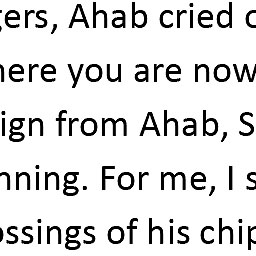 gers, Ahab cried
here you are now
ign from Ahab, S
nning. For me, I s
ossings of his chip